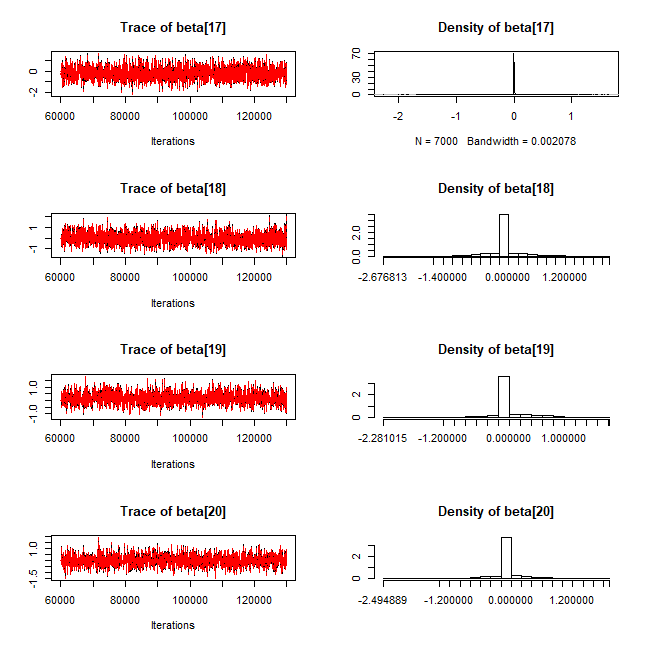 Trace of beta[17]
0
-2
60000 80000 100000 120000
Iterations
Density of beta[17]
70
30
0
-2 -1 0 1
N = 7000 Bandwidth = 0.002078
Trace of beta[18]
1
-1
60000 80000 100000 120000
Iterations
Density of beta[18]
2.0
0.0
-2.676813 -1.400000 0.000000 1.200000
Trace of beta[19]
1.0
-1.0
60000 80000 100000 120000
Iterations
Density of beta[19]
2
0
-2.281015 -1.200000 0.000000 1.000000
Trace of beta[20]
1.0
-1.5
60000 80000 100000 120000
Iterations
Density of beta[20]
2
0
-2.494889 -1.200000 0.000000 1.200000